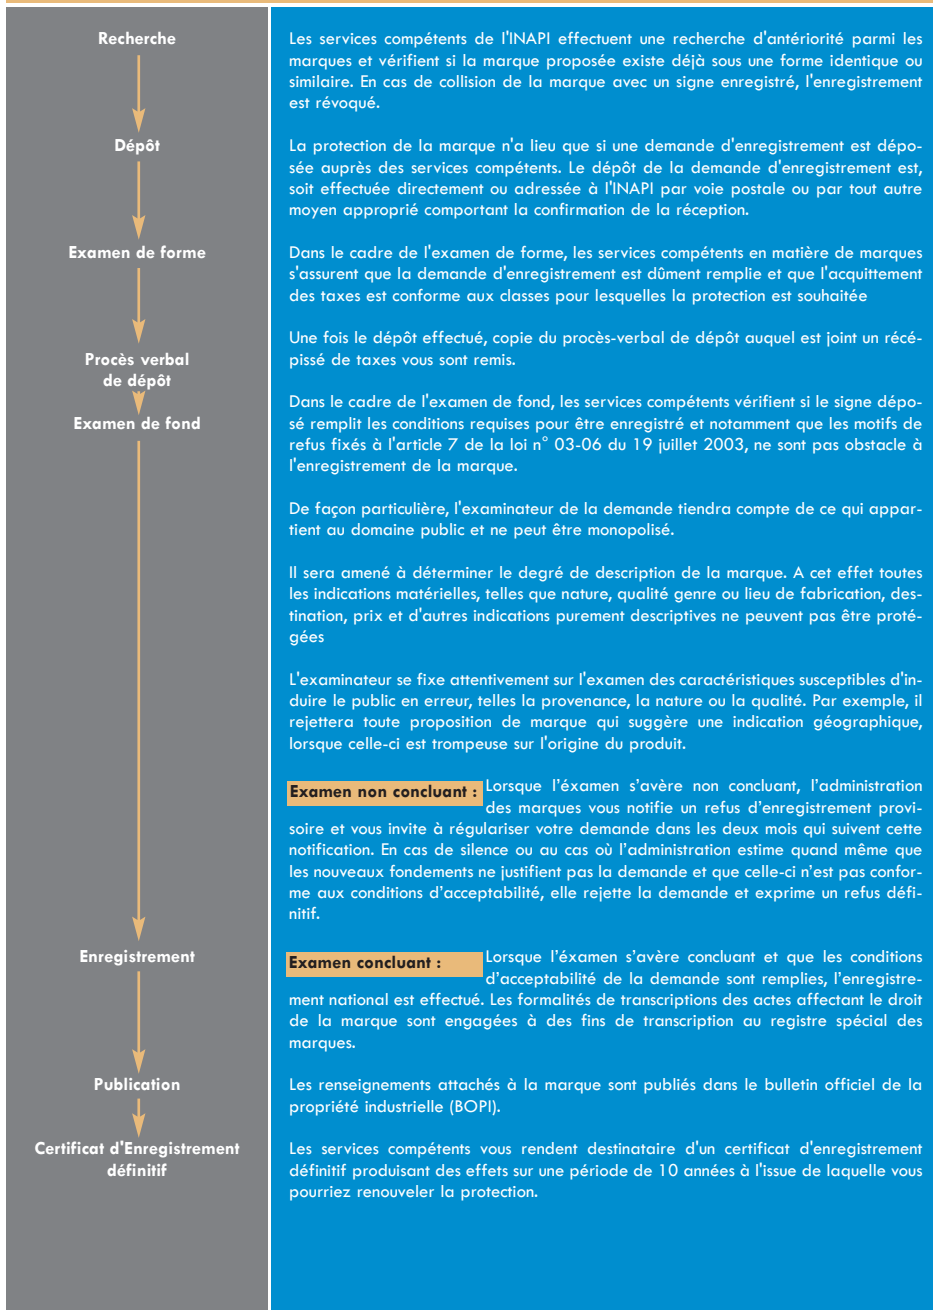 Recherche
Les services compétents de l'INAPI effectuent une recherche d'antériorité parmi les
marques et vérifient si la marque proposée existe déjà sous une forme identique ou
similaire. En cas de collision de la marque avec un signe enregistré, l'enregistrement
est révoqué.
Dépôt
La protection de la marque n'a lieu que si une demande d'enregistrement est dépo-
sée auprès des services compétents. Le dépôt de la demande d'enregistrement est,
soit effectuée directement ou adressée à l'INAPI par voie postale ou par tout autre
moyen approprié comportant la confirmation de la réception.
Examen de forme
Dans le cadre de l'examen de forme, les services compétents en matière de marques
s'assurent que la demande d'enregistrement est dûment remplie et que l'acquittement
des taxes est conforme aux classes pour lesquelles la protection est souhaitée
Procès verbal
de dépôt
Une fois le dépôt effectué, copie du procès-verbal de dépôt auquel est joint un récé-
pissé de taxes vous sont remis.
Examen de fond
Dans le cadre de l'examen de fond, les services compétents vérifient si le signe dépo-
sé remplit les conditions requises pour être enregistré et notamment que les motifs de
refus fixés à l'article 7 de la loi n° 03-06 du 19 juillet 2003, ne sont pas obstacle à
l'enregistrement de la marque.
De façon particulière, l'examinateur de la demande tiendra compte de ce qui appar-
tient au domaine public et ne peut être monopolisé.
Il sera amené à déterminer le degré de description de la marque. A cet effet toutes
les indications matérielles, telles que nature, qualité genre ou lieu de fabrication, des-
tination, prix et d'autres indications purement descriptives ne peuvent pas être proté-
gées
L'examinateur se fixe attentivement sur l'examen des caractéristiques susceptibles d'in-
duire le public en erreur, telles la provenance, la nature ou la qualité. Par exemple, il
rejettera toute proposition de marque qui suggère une indication géographique,
lorsque celle-ci est trompeuse sur l'origine du produit.
Examen non concluant : Lorsque l'éxamen s'avère non concluant, l'administration
des marques vous notifie un refus d'enregistrement provi-
soire et vous invite à régulariser votre demande dans les deux mois qui suivent cette
notification. En cas de silence ou au cas où l'administration estime quand même que
les nouveaux fondements ne justifient pas la demande et que celle-ci n'est pas confor-
me aux conditions d'acceptabilité, elle rejette la demande et exprime un refus défi-
nitif.
Enregistrement
Examen concluant : Lorsque l'éxamen s'avère concluant et que les conditions
d'acceptabilité de la demande sont remplies, l'enregistre-
ment national est effectué. Les formalités de transcriptions des actes affectant le droit
de la marque sont engagées à des fins de transcription au registre spécial des
marques.
Publication
Les renseignements attachés à la marque sont publiés dans le bulletin officiel de la
propriété industrielle (BOPI).
Certificat d'Enregistrement
définitif
Les services compétents vous rendent destinataire d'un certificat d'enregistrement
définitif produisant des effets sur une période de 10 années à l'issue de laquelle vous
pourriez renouveler la protection.